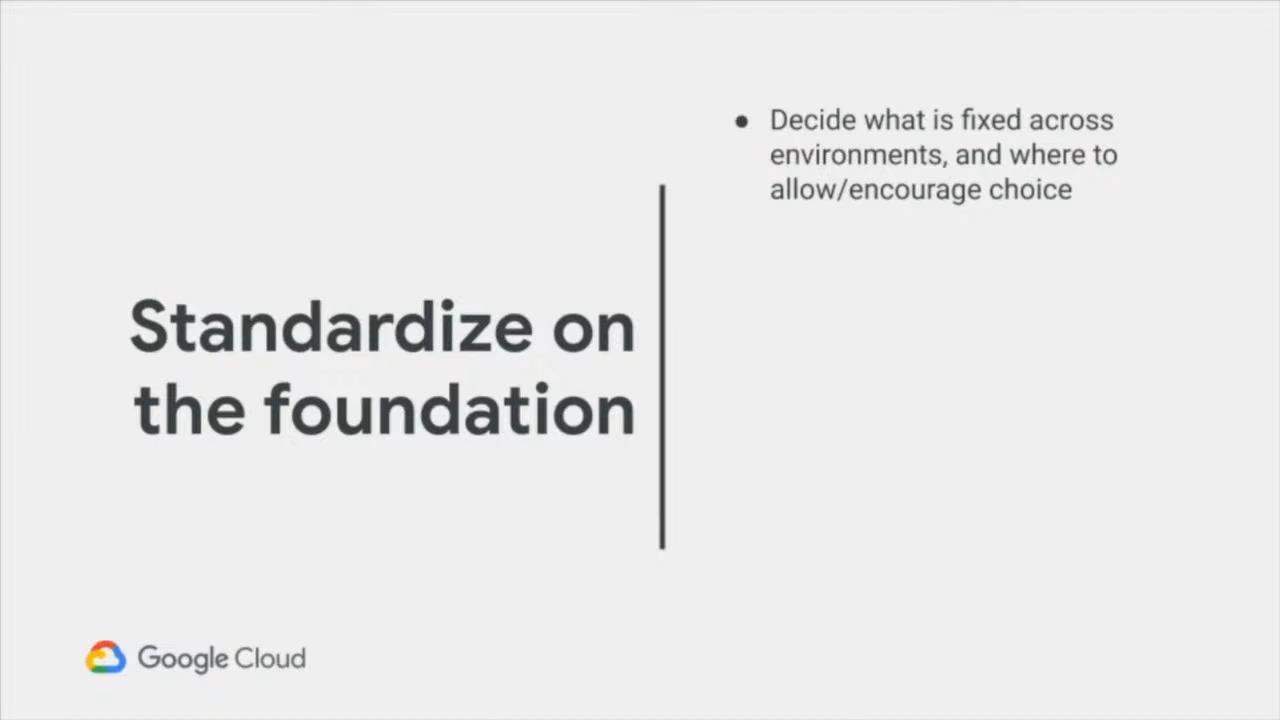 Standardize on
the foundation
● Decide what is fixed across
environments, and where to
allow/encourage choice
Google Cloud